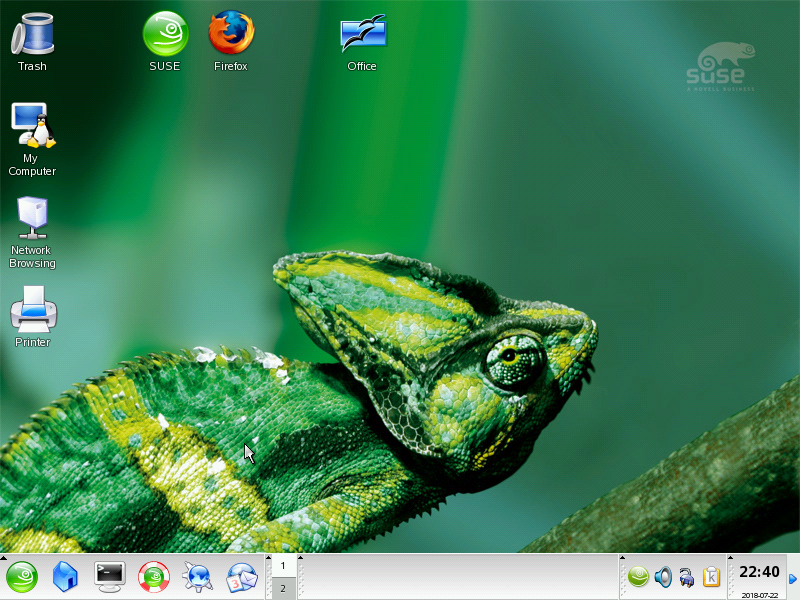 Trash
SUSE
Firefox
Office
suse
A NOVELL BUSINESS
My
Computer
Network
Browsing
Printer
1
2
3
K
22:40
2018-07-22